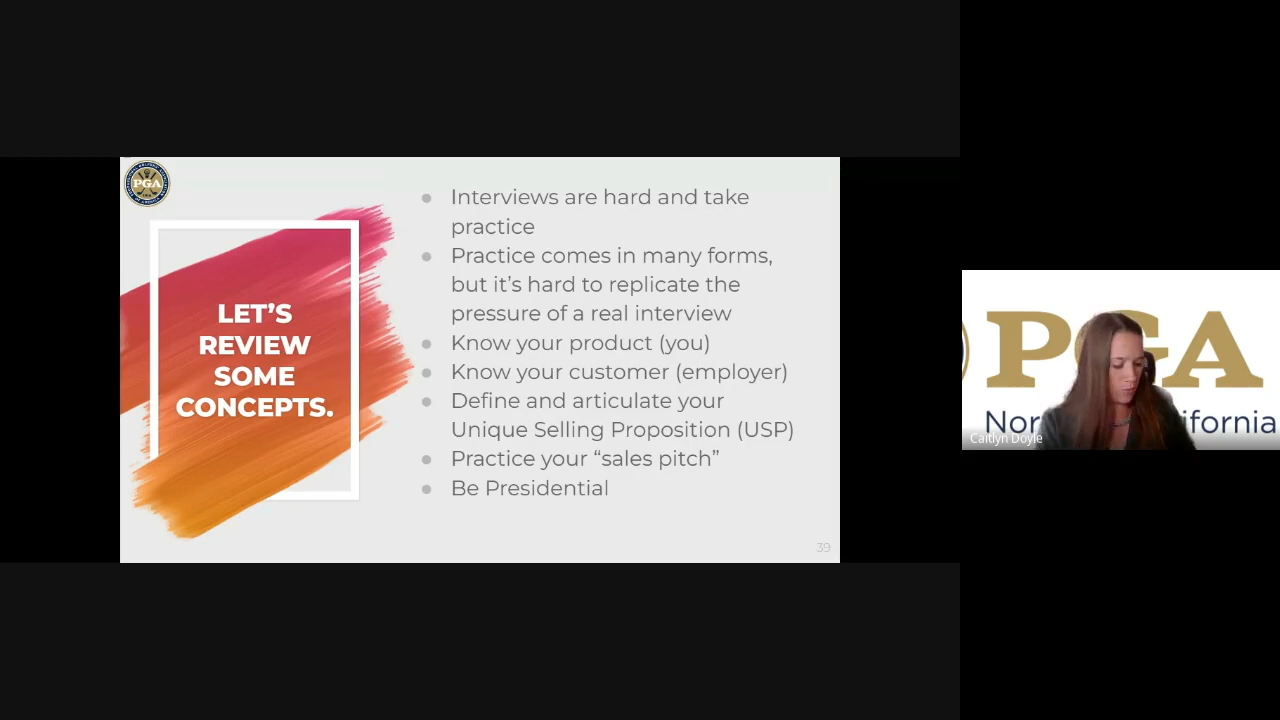 PGA
LET'S
REVIEW
SOME
CONCEPTS.
● Interviews are hard and take
practice
● Practice comes in many forms,
but it's hard to replicate the
pressure of a real interview
● Know your product (you)
● Know your customer (employer)
● Define and articulate your
Unique Selling Proposition (USP)
● Practice your “sales pitch”
● Be Presidential
39
PGA
Nor ifornia
Caitlyn Doyle